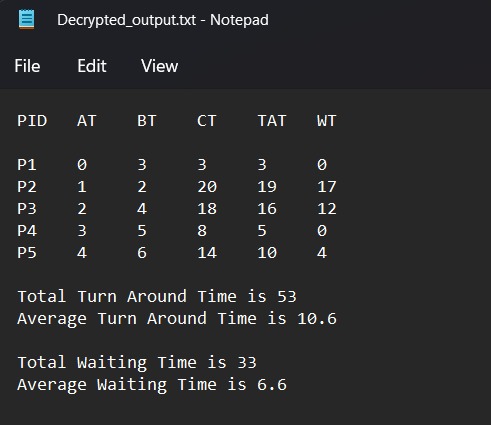 Decrypted_output.txt - Notepad
File Edit View
PID AT BT CT TAT WT
P1 0 3 3 3 0
P2 1 2 20 19 17
P3 2 4 18 16 12
P4 3 5 8 5 0
P5 4 6 14 10 4
Total Turn Around Time is 53
Average Turn Around Time is 10.6
Total Waiting Time is 33
Average Waiting Time is 6.6